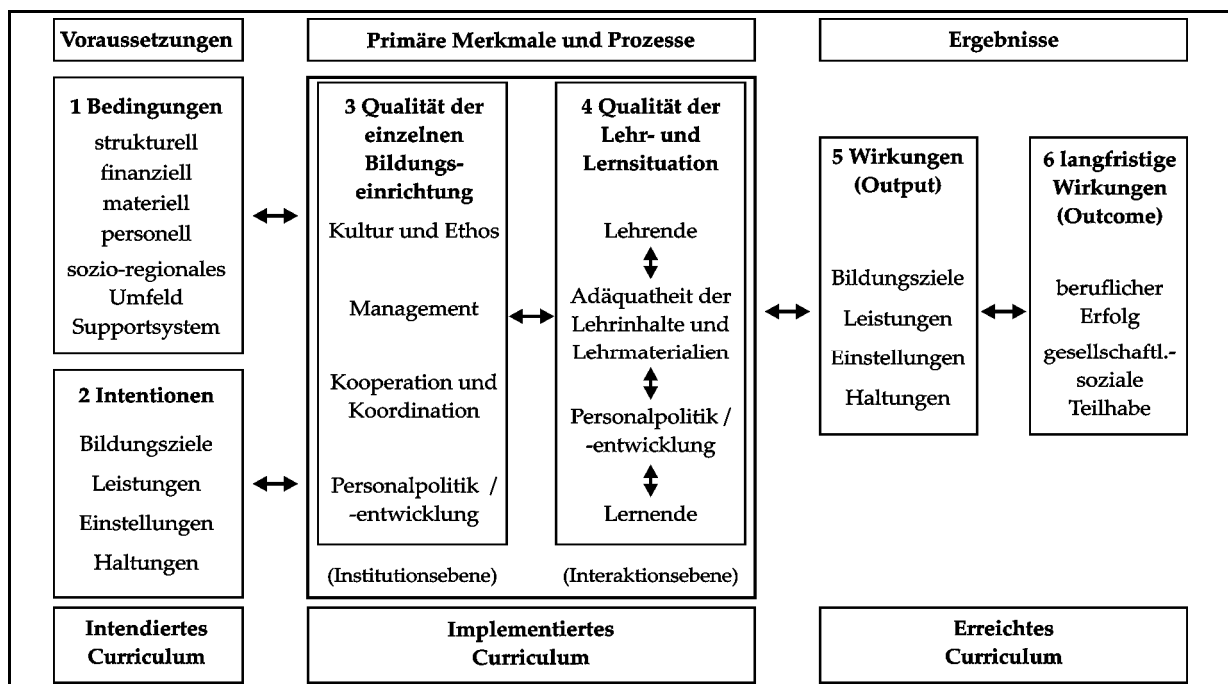 Voraussetzungen
Primäre Merkmale und Prozesse
Ergebnisse
1 Bedingungen
strukturell
finanziell
materiell
personell
sozio-regionales
Umfeld
Supportsystem
2 Intentionen
Bildungsziele
Leistungen
Einstellungen
Haltungen
3 Qualität der
einzelnen
Bildungs-
einrichtung
Kultur und Ethos
Management
Kooperation und
Koordination
Personalpolitik /
-entwicklung
(Institutionsebene)
4 Qualität der
Lehr- und
Lernsituation
Lehrende
Adäquatheit der
Lehrinhalte und
Lehrmaterialien
Personalpolitik /
-entwicklung
Lernende
(Interaktionsebene)
5 Wirkungen
(Output)
Bildungsziele
Leistungen
Einstellungen
Haltungen
6 langfristige
Wirkungen
(Outcome)
beruflicher
Erfolg
gesellschaftl.-
soziale
Teilhabe
Intendiertes
Curriculum
Implementiertes
Curriculum
Erreichtes
Curriculum